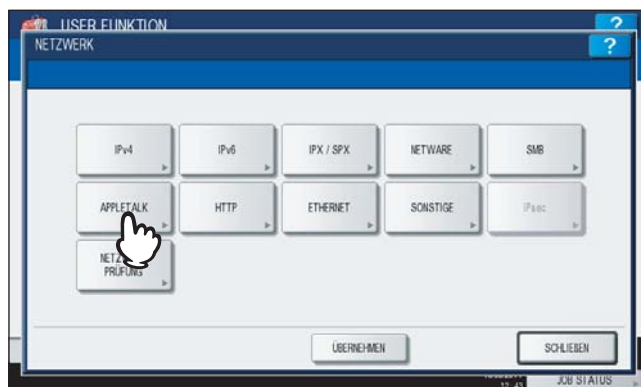 USER FUNKTION
?
NETZWERK
?
IPv4
IPv6
IPX / SPX
NETWARE
SMB
APPLETALK
HTTP
ETHERNET
SONSTIGE
IPsec
PRÜFUNG
ÜBERNEHMEN
SCHLIEßEN
JOB STATUS